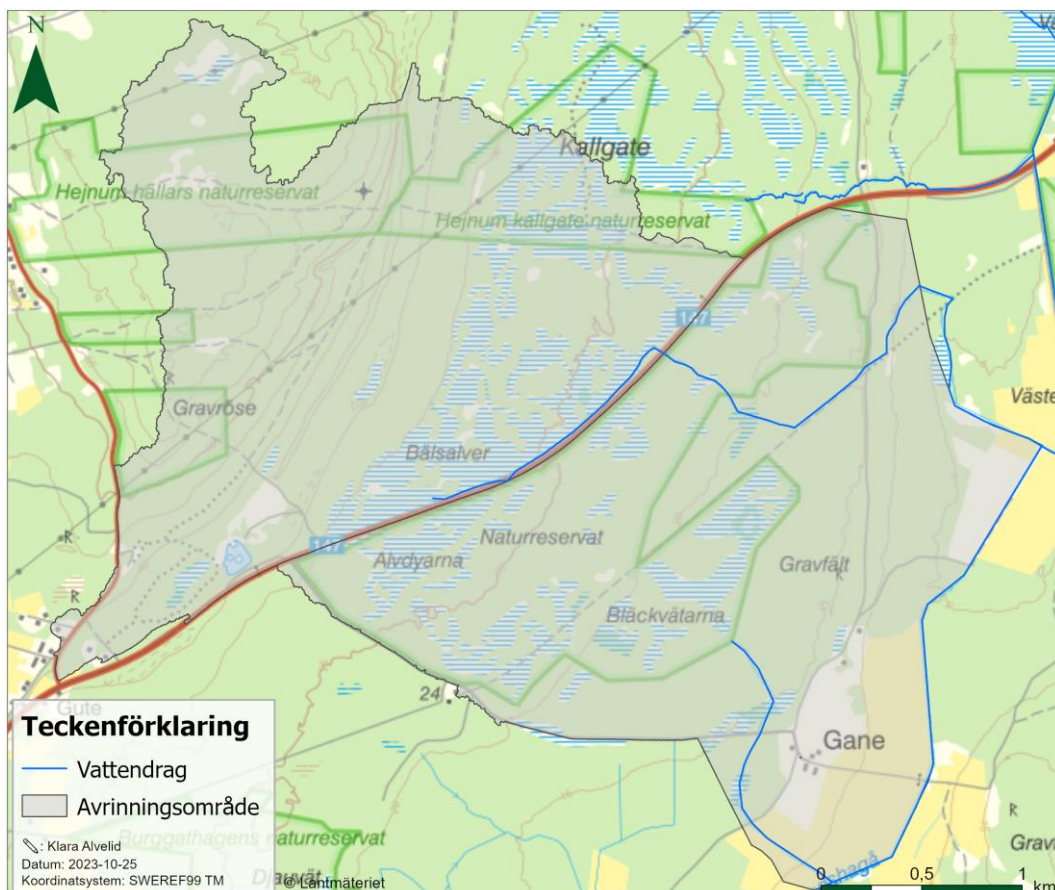 N
Kallgate
Hejnum hällars naturreservat
Hejnum kallgate naturreservat
147
Gravröse
Väste
R
Bälsalver
147
Naturreservat
Alvdyarna
Gravfält
R
R
Bläckvätarna
R
24
Gute
Gane
Teckenförklaring
Vattendrag
Avrinningsområde
R
Burggathagens naturreservat
Gravf
: Klara Alvelid
Datum: 2023-10-25
Koordinatsystem: SWEREF99 TM
© Lantmäteriet
shagå
0 0,5 1
km